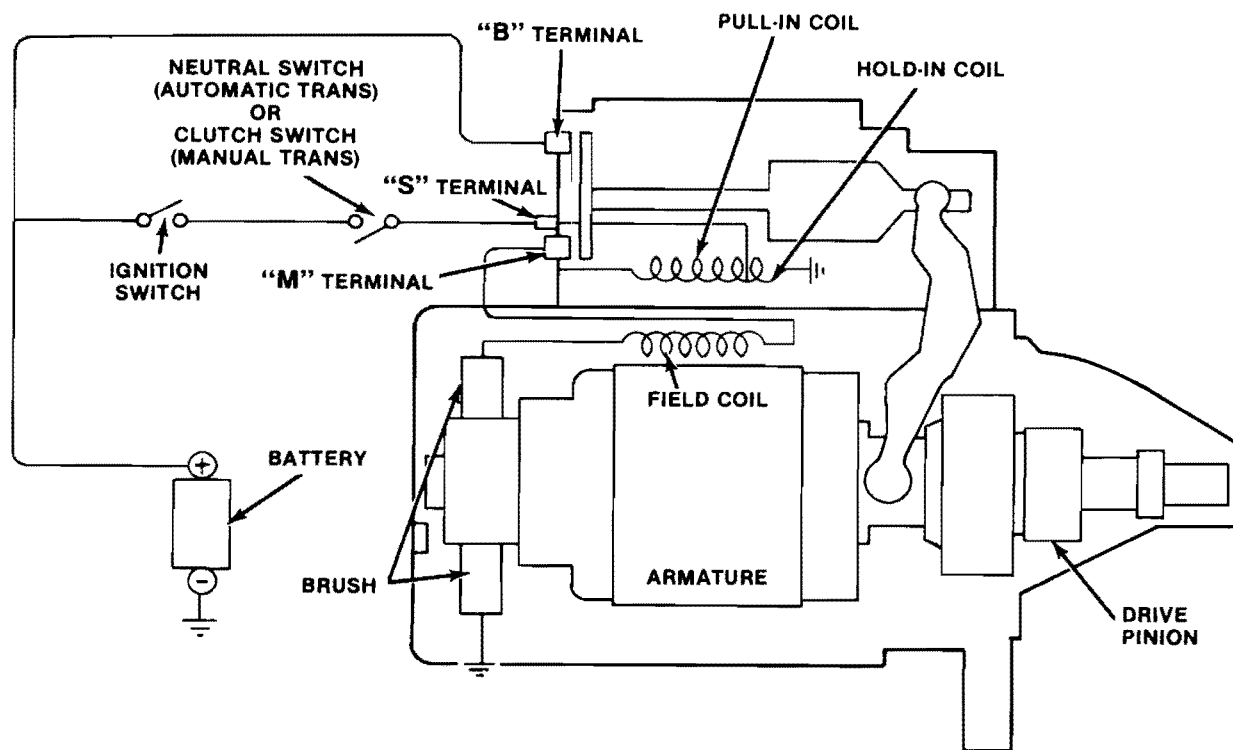 "B" TERMINAL
PULL-IN COIL
HOLD-IN COIL
NEUTRAL SWITCH
(AUTOMATIC TRANS)
OR
CLUTCH SWITCH
(MANUAL TRANS)
"S" TERMINAL
IGNITION
SWITCH
"M" TERMINAL
FIELD COIL
BATTERY
+
-
BRUSH
ARMATURE
DRIVE
PINION